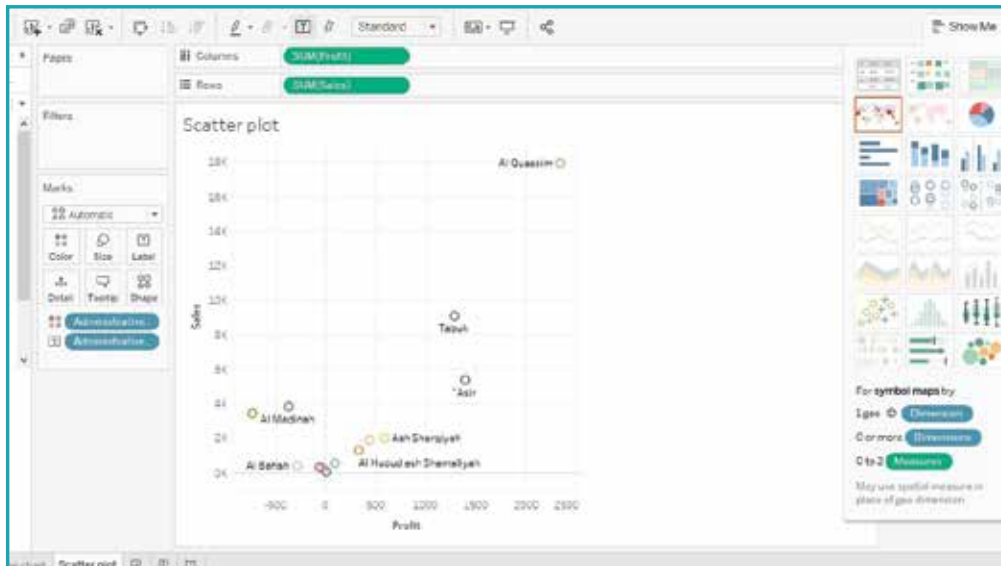 Standard
Show Me
Pages
Columns
SUM(Profit)
Rows
SUM(Sales)
Filters
Scatter plot
Marks
Automatic
Color
Size
Label
Detail
Tooltip
Shape
Administrative..
Administrative..
18K
16K
14K
12K
10K
8K
6K
4K
2K
0K
Sales
Al Quassim
Tabuk
`Asir
Al Madinah
Ash Sharqiyah
Al Hudud ash Shamaliyah
Al Bahah
-500
0
500
1000
1500
2000
2500
Profit
For symbol maps try
1 geo
Dimension
0 or more
Dimensions
0 to 2
Measures
May use spatial measure in
place of geo dimension
Scatter plot